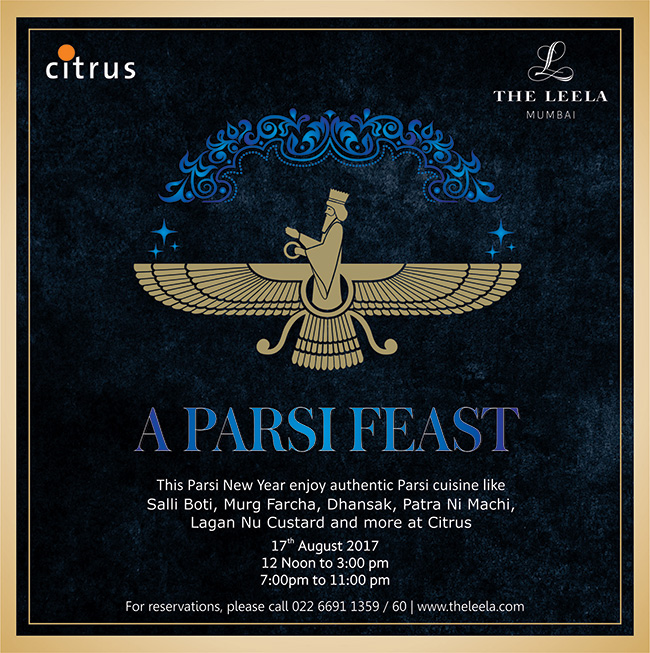 citrus
L
THE LEELA
MUMBAI
A PARSI FEAST
This Parsi New Year enjoy authentic Parsi cuisine like
Salli Boti, Murg Farcha, Dhansak, Patra Ni Machi,
Lagan Nu Custard and more at Citrus
17th August 2017
12 Noon to 3:00 pm
7:00pm to 11:00 pm
For reservations, please call 022 6691 1359 / 60 | www.theleela.com